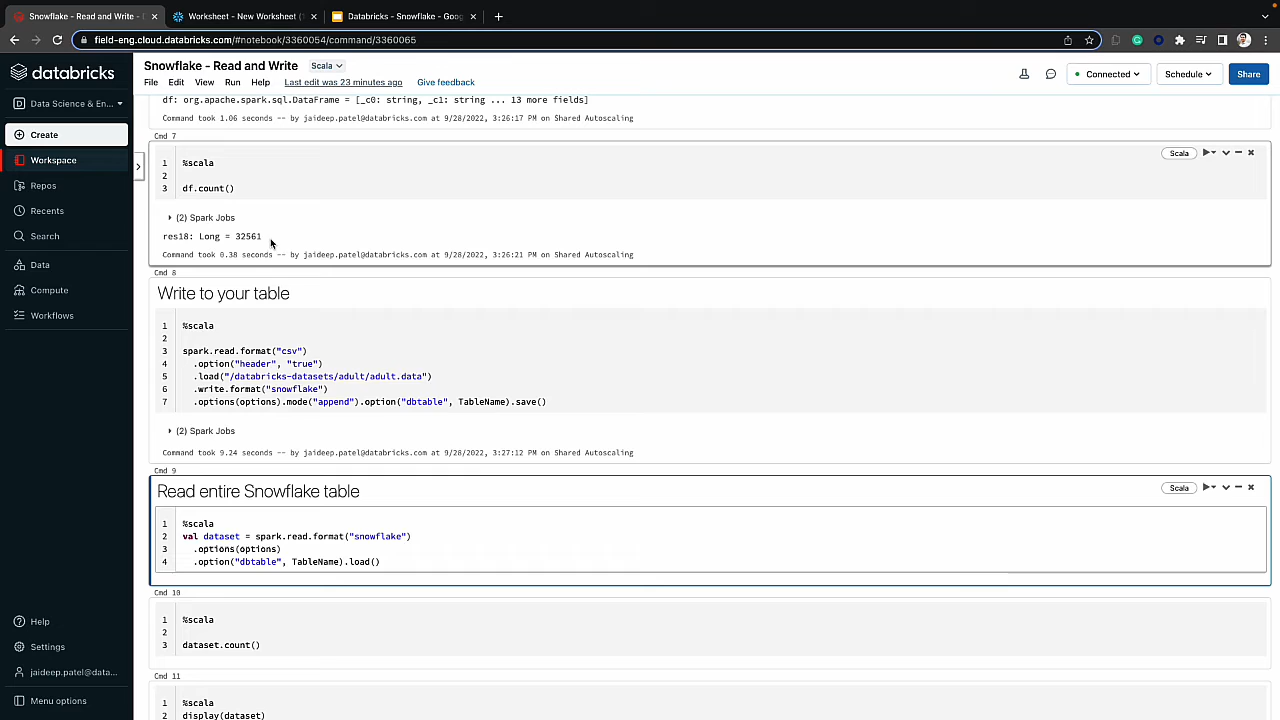 Snowflake - Read and Write -
Worksheet - New Worksheet (
Databricks - Snowflake - Goog
field-eng.cloud.databricks.com/#notebook/3360054/command/3360065
databricks
Data Science & En...
Create
Workspace
Repos
Recents
Search
Data
Compute
Workflows
Help
Settings
jaideep.patel@data...
Menu options
Snowflake - Read and Write
Scala
File Edit View Run Help Last edit was 23 minutes ago Give feedback
Connected
Schedule
Share
df: org.apache.spark.sql.DataFrame = [_c0: string, _c1: string ... 13 more fields]
Command took 1.06 seconds -- by jaideep.patel@databricks.com at 9/28/2022, 3:26:17 PM on Shared Autoscaling
Cmd 7
Scala
1 %scala
2
3 df.count()
(2) Spark Jobs
res18: Long = 32561
Command took 0.38 seconds -- by jaideep.patel@databricks.com at 9/28/2022, 3:26:21 PM on Shared Autoscaling
Cmd 8
Write to your table
1 %scala
2
3 spark.read.format("csv")
4 .option("header", "true")
5 .load("/databricks-datasets/adult/adult.data")
6 .write.format("snowflake")
7 .options(options).mode("append").option("dbtable", TableName).save()
(2) Spark Jobs
Command took 9.24 seconds -- by jaideep.patel@databricks.com at 9/28/2022, 3:27:12 PM on Shared Autoscaling
Cmd 9
Read entire Snowflake table
Scala
1 %scala
2 val dataset = spark.read.format("snowflake")
3 .options(options)
4 .option("dbtable", TableName).load()
Cmd 10
1 %scala
2
3 dataset.count()
Cmd 11
1 %scala
2 display(dataset)